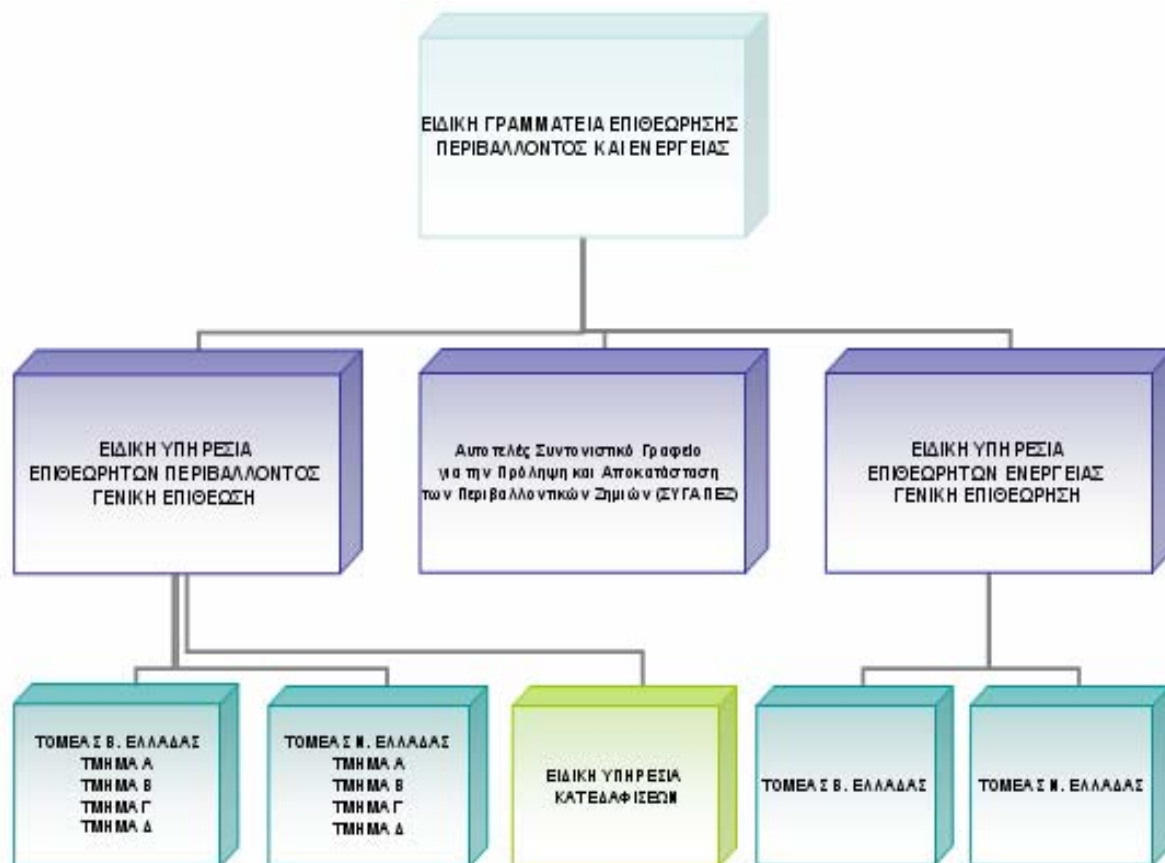 ΕΙΔΙΚΗ ΓΡΑΜΜΑΤΕΙΑ ΕΠΙΘΕΩΡΗΣΗΣ
ΠΕΡΙΒΑΛΛΟΝΤΟΣ ΚΑΙ ΕΝΕΡΓΕΙΑΣ
ΕΙΔΙΚΗ ΥΠΗΡΕΣΙΑ
ΕΠΙΘΕΩΡΗΤΩΝ ΠΕΡΙΒΑΛΛΟΝΤΟΣ
ΓΕΝΙΚΗ ΕΠΙΘΕΩΣΗ
Αυτοτελές Συντονιστικό Γραφείο
για την Πρόληψη και Αποκατάσταση
των Περιβαλλοντικών Ζημιών (ΣΥΓΑΠΕΖ)
ΕΙΔΙΚΗ ΥΠΗΡΕΣΙΑ
ΕΠΙΘΕΩΡΗΤΩΝ ΕΝΕΡΓΕΙΑΣ
ΓΕΝΙΚΗ ΕΠΙΘΕΩΡΗΣΗ
ΤΟΜΕΑΣ Β. ΕΛΛΑΔΑΣ
ΤΜΗΜΑ Α
ΤΜΗΜΑ Β
ΤΜΗΜΑ Γ
ΤΜΗΜΑ Δ
ΤΟΜΕΑΣ Ν. ΕΛΛΑΔΑΣ
ΤΜΗΜΑ Α
ΤΜΗΜΑ Β
ΤΜΗΜΑ Γ
ΤΜΗΜΑ Δ
ΕΙΔΙΚΗ ΥΠΗΡΕΣΙΑ
ΚΑΤΕΔΑΦΙΣΕΩΝ
ΤΟΜΕΑΣ Β. ΕΛΛΑΔΑΣ
ΤΟΜΕΑΣ Ν. ΕΛΛΑΔΑΣ